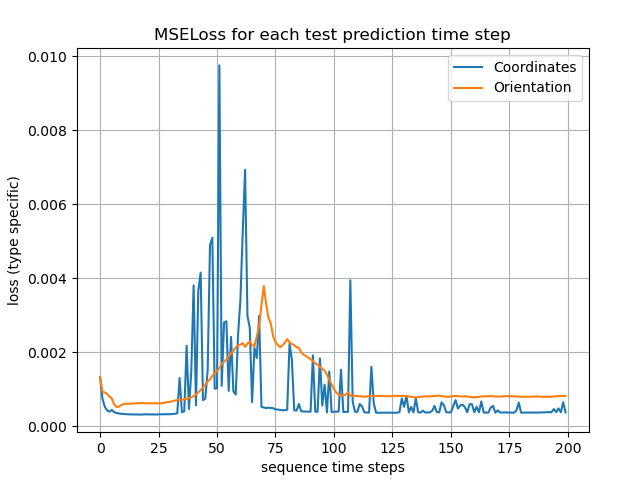 MSELoss for each test prediction time step
Coordinates
Orientation
loss (type specific)
0.010
0.008
0.006
0.004
0.002
0.000
0 25 50 75 100 125 150 175 200
sequence time steps